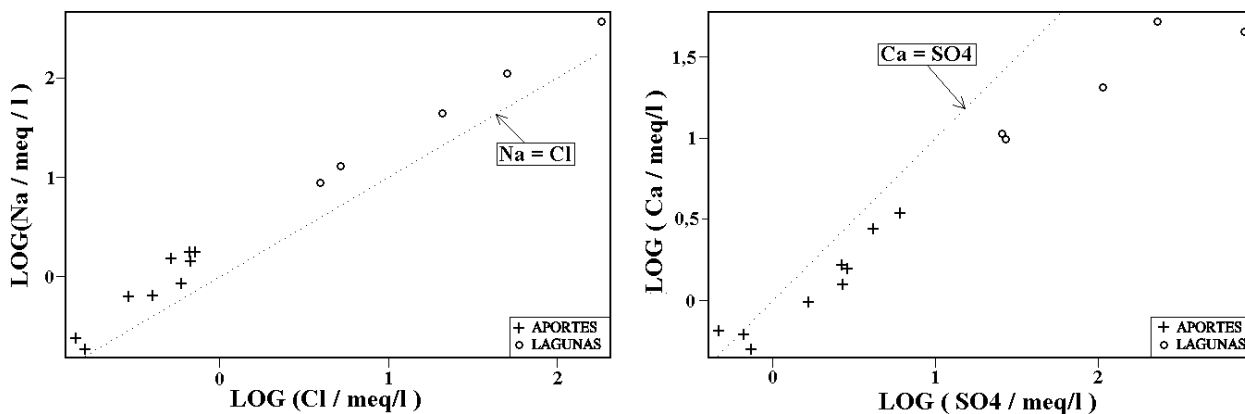 2
1
0
LOG(Na / meq / l )
Na = Cl
+ APORTES
o LAGUNAS
0
1
2
LOG (Cl / meq/l )
1,5
1
0,5
0
LOG ( Ca / meq/l )
Ca = SO4
+ APORTES
o LAGUNAS
0
1
2
LOG ( SO4 / meq/l )